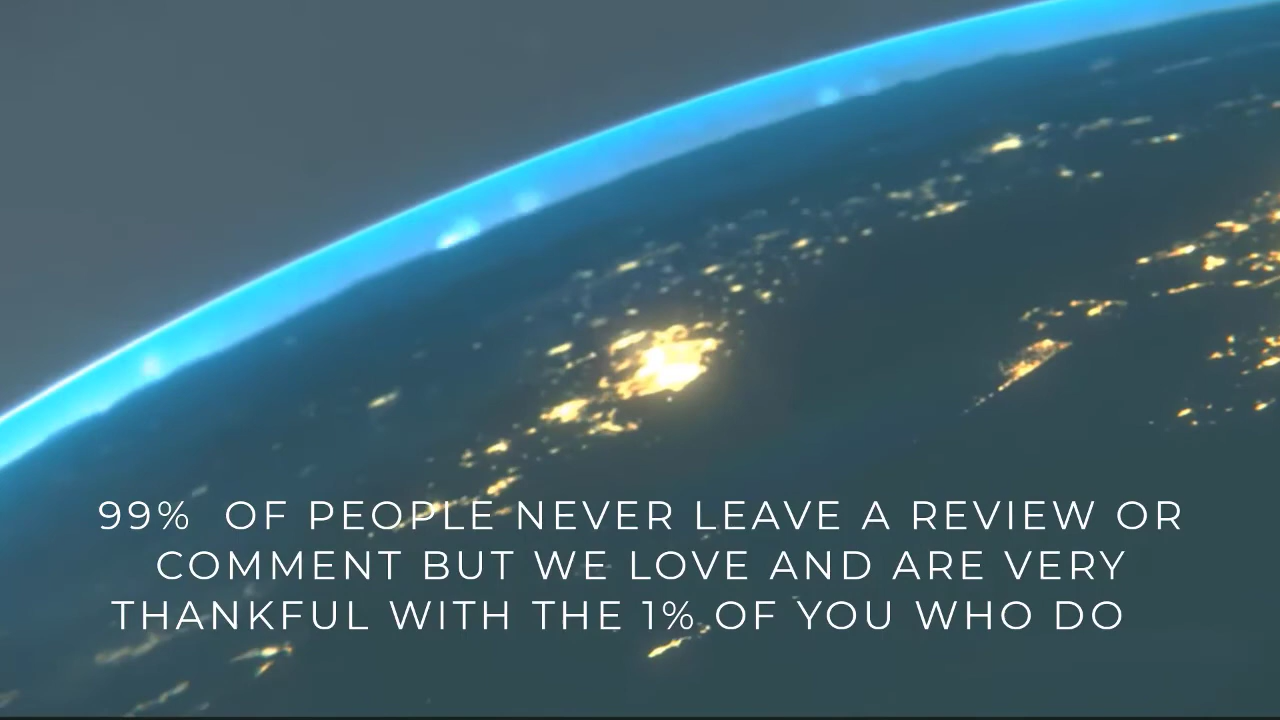 99% OF PEOPLE NEVER LEAVE A REVIEW OR
COMMENT BUT WE LOVE AND ARE VERY
THANKFUL WITH THE 1% OF YOU WHO DO